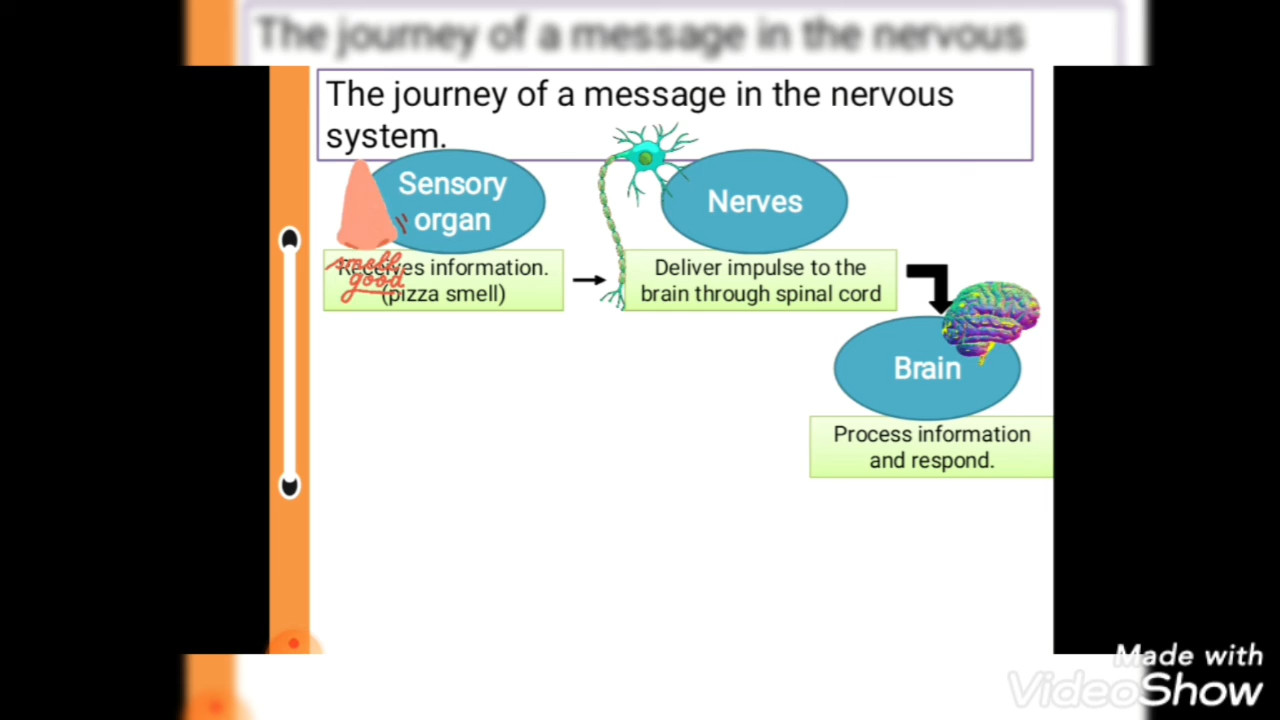 The journey of a message in the nervous
The journey of a message in the nervous
system.
Sensory
organ
smell
good
Receives information.
(pizza smell)
Nerves
Deliver impulse to the
brain through spinal cord
Brain
Process information
and respond.
Made with
VideoShow